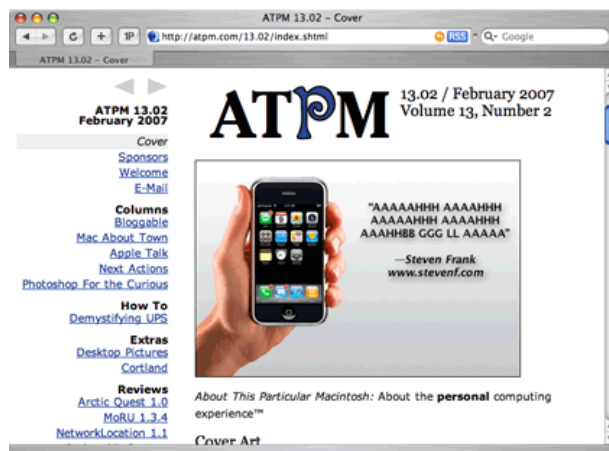 ATPM 13.02 – Cover
http://atpm.com/13.02/index.shtml
RSS
Google
ATPM 13.02 – Cover
ATPM 13.02
February 2007
Cover
Sponsors
Welcome
E-Mail
Columns
Bloggable
Mac About Town
Apple Talk
Next Actions
Photoshop For the Curious
How To
Demystifying UPS
Extras
Desktop Pictures
Cortland
Reviews
Arctic Quest 1.0
MoRU 1.3.4
NetworkLocation 1.1
ATPM
13.02 / February 2007
Volume 13, Number 2
"AAAAAHHH AAAAHHH
AAAAAHHH AAAAHHH
AAAHHBB GGG LL AAAAA"
—Steven Frank
www.stevenf.com
About This Particular Macintosh: About the personal computing
experience™
Cover Art